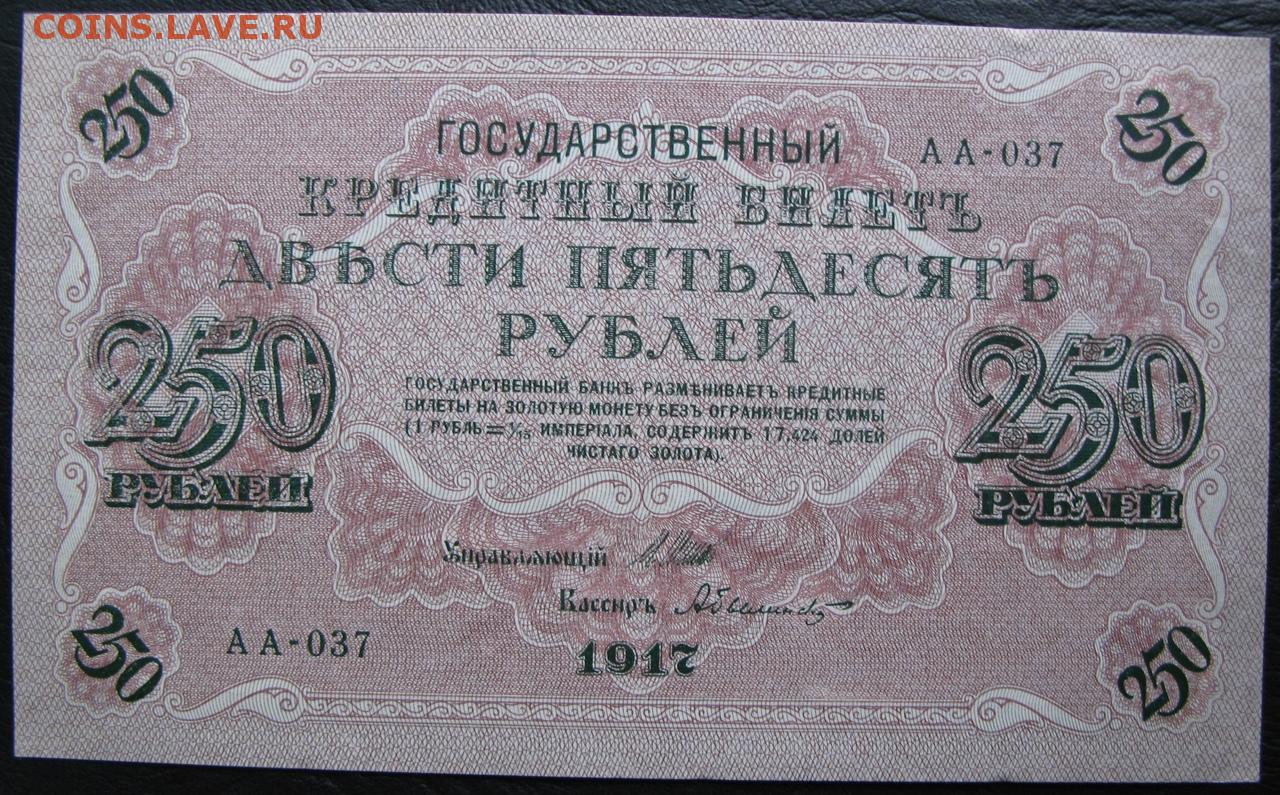 COINS.LAVE.RU
250
250
ГОСУДАРСТВЕННЫЙ
АА-037
КРЕДИТНЫЙ БИЛЕТЪ
ДВѢСТИ ПЯТЬДЕСЯТЪ
РУБЛЕЙ
250
РУБЛЕЙ
250
РУБЛЕЙ
ГОСУДАРСТВЕННЫЙ БАНКЪ РАЗМѢНИВАЕТЪ КРЕДИТНЫЕ
БИЛЕТЫ НА ЗОЛОТУЮ МОНЕТУ БЕЗЪ ОГРАНИЧЕНІЯ СУММЫ
(1 РУБЛЬ = 1/15 ИМПЕРІАЛА, СОДЕРЖИТЪ 17,424 ДОЛЕЙ
ЧИСТАГО ЗОЛОТА).
Управляющій
Кассиръ
АА-037
1917
250
250